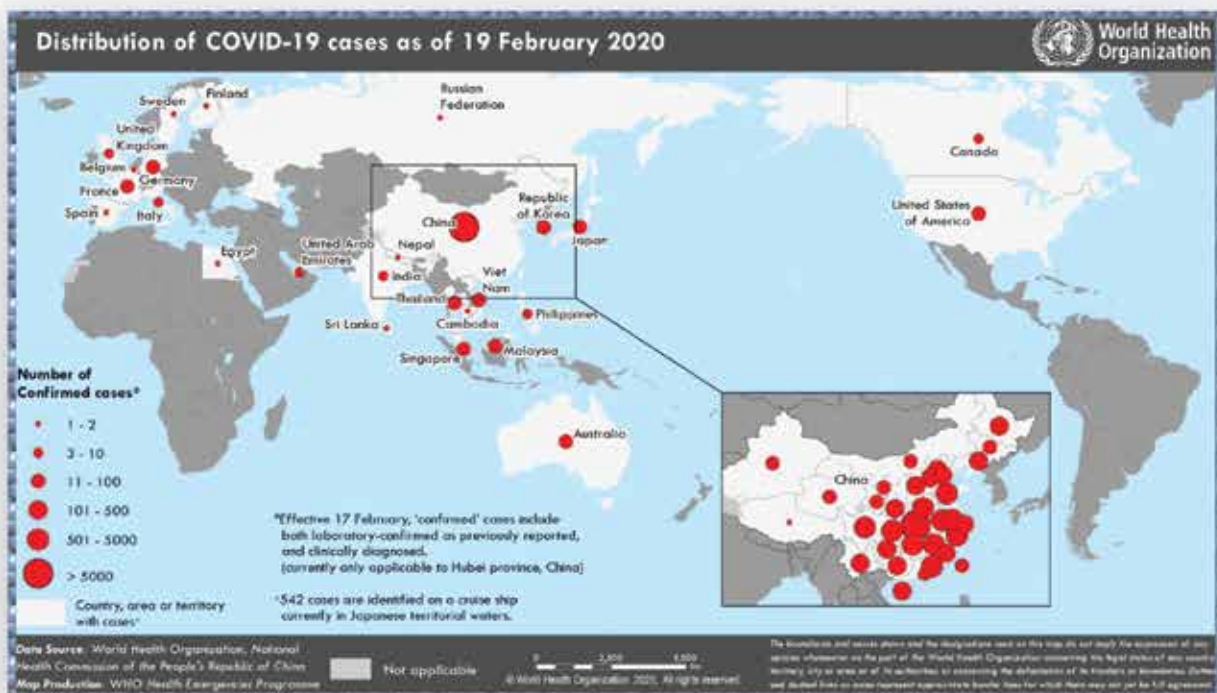 Distribution of COVID-19 cases as of 19 February 2020
World Health
Organization
Finland
Sweden
Russian
Federation
United
Kingdom
Belgium
Germany
France
Spain
Italy
Canada
United States
of America
Republic
of Korea
China
Japan
Egypt
United Arab
Emirates
Nepal
India
Viet
Nam
Thailand
Cambodia
Philippines
Sri Lanka
Singapore
Malaysia
Australia
China
Number of
Confirmed cases
1 - 2
3 - 10
11 - 100
101 - 500
501 - 5000
> 5000
Country, area or territory
with cases
Effective 17 February, 'confirmed' cases include
both laboratory-confirmed as previously reported,
and clinically diagnosed.
(currently only applicable to Hubei province, China)
542 cases are identified on a cruise ship
currently in Japanese territorial waters.
Data Source: World Health Organization, National
Health Commission of the People's Republic of China
Map Production: WHO Health Emergencies Programme
Not applicable
© World Health Organization 2020, All rights reserved.